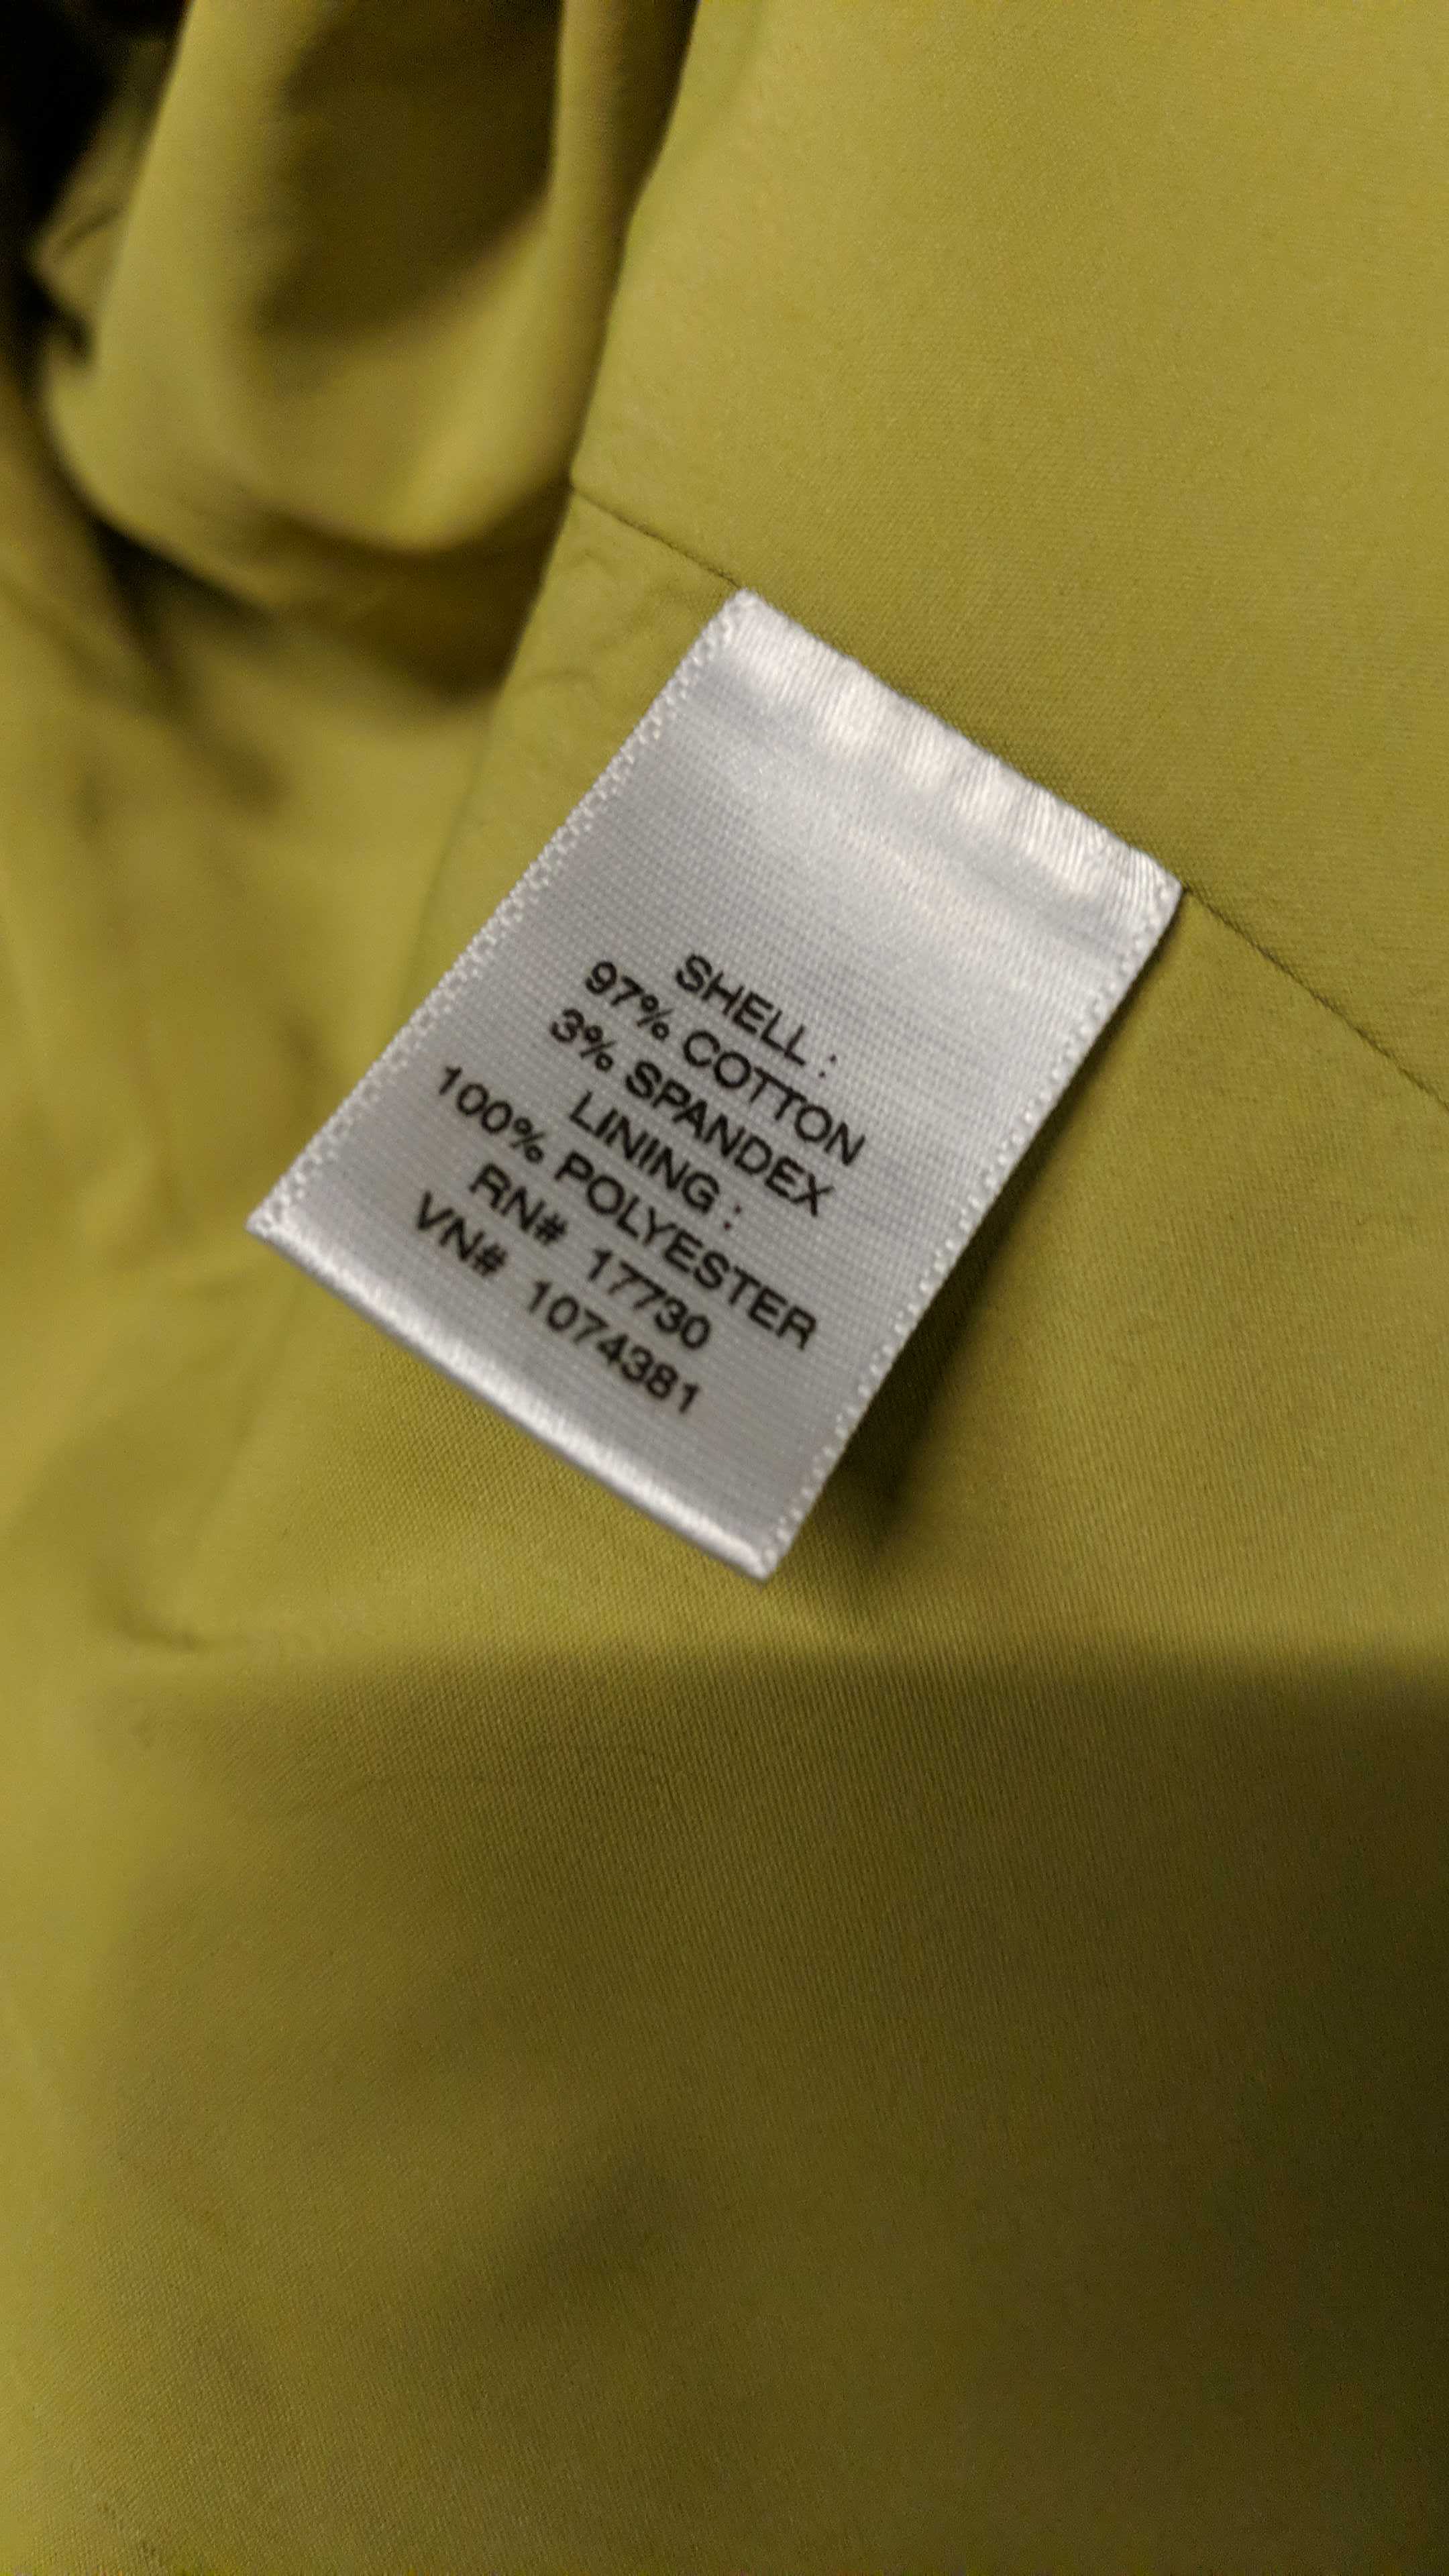 SHELL :
97% COTTON
3% SPANDEX
LINING :
100% POLYESTER
RN# 17730
VN# 1074381